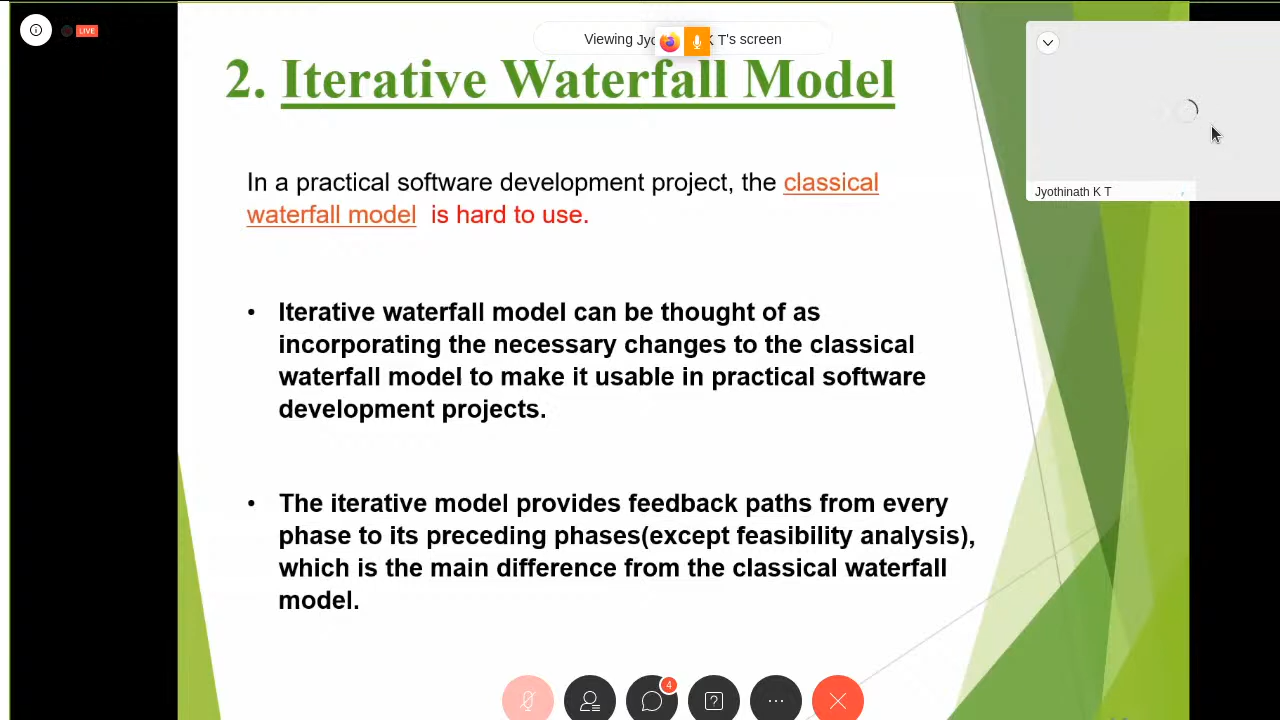 LIVE
Viewing Jyo K T's screen
2. Iterative Waterfall Model
Jyothinath K T
In a practical software development project, the classical
waterfall model is hard to use.
• Iterative waterfall model can be thought of as
incorporating the necessary changes to the classical
waterfall model to make it usable in practical software
development projects.
• The iterative model provides feedback paths from every
phase to its preceding phases(except feasibility analysis),
which is the main difference from the classical waterfall
model.
4